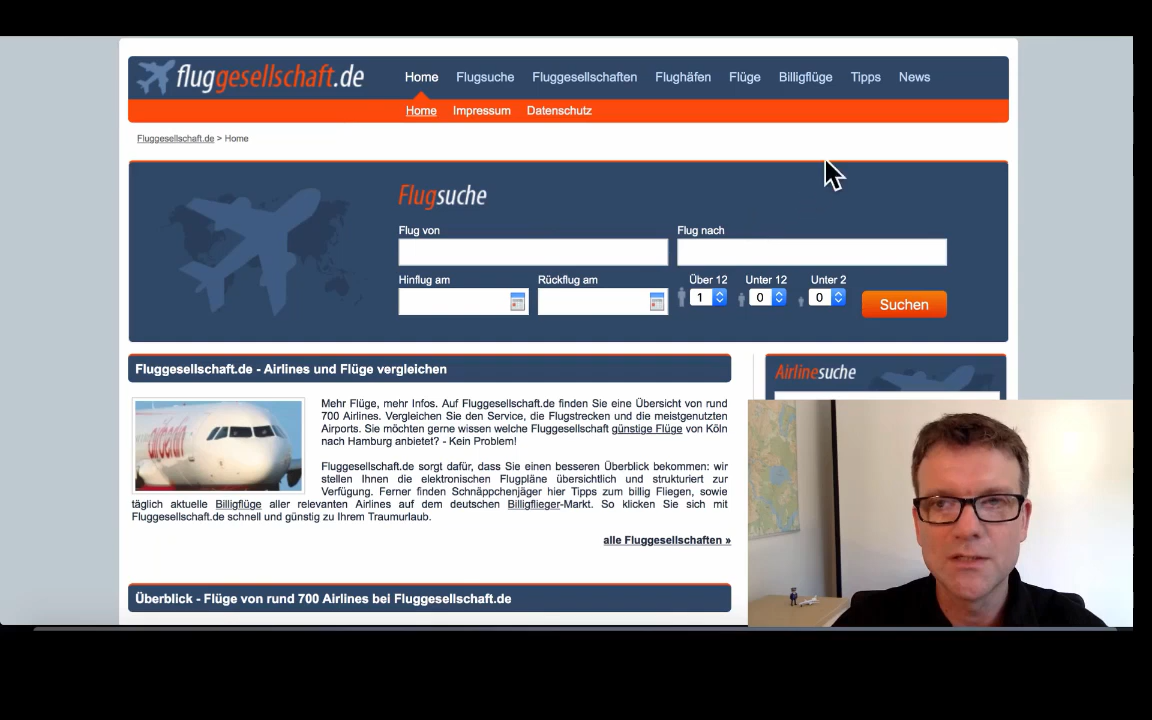 fluggesellschaft.de
Home Flugsuche Fluggesellschaften Flughäfen Flüge Billigflüge Tipps News
Home Impressum Datenschutz
Fluggesellschaft.de > Home
Flugsuche
Flug von Flug nach
Hinflug am Rückflug am Über 12 Unter 12 Unter 2
1 0 0 Suchen
Fluggesellschaft.de - Airlines und Flüge vergleichen
Airlinesuche
Mehr Flüge, mehr Infos. Auf Fluggesellschaft.de finden Sie eine Übersicht von rund
700 Airlines. Vergleichen Sie den Service, die Flugstrecken und die meistgenutzten
Airports. Sie möchten gerne wissen welche Fluggesellschaft günstige Flüge von Köln
nach Hamburg anbietet? - Kein Problem!
Fluggesellschaft.de sorgt dafür, dass Sie einen besseren Überblick bekommen: wir
stellen Ihnen die elektronischen Flugpläne übersichtlich und strukturiert zur
Verfügung. Ferner finden Schnäppchenjäger hier Tipps zum billig Fliegen, sowie
täglich aktuelle Billigflüge aller relevanten Airlines auf dem deutschen Billigflieger-Markt. So klicken Sie sich mit
Fluggesellschaft.de schnell und günstig zu Ihrem Traumurlaub.
alle Fluggesellschaften »
Überblick - Flüge von rund 700 Airlines bei Fluggesellschaft.de